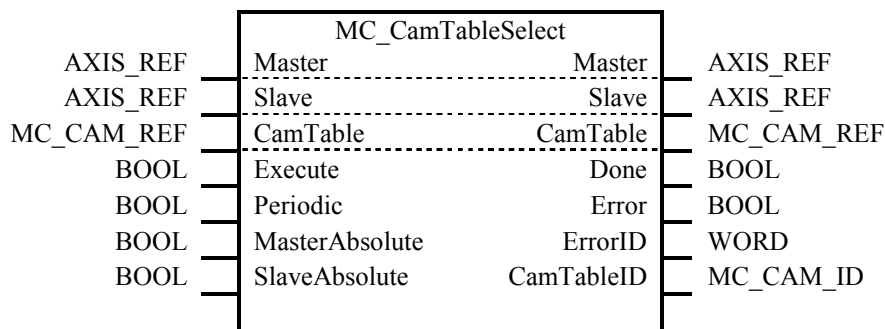 MC_CamTableSelect
AXIS_REF Master Master AXIS_REF
AXIS_REF Slave Slave AXIS_REF
MC_CAM_REF CamTable CamTable MC_CAM_REF
BOOL Execute Done BOOL
BOOL Periodic Error BOOL
BOOL MasterAbsolute ErrorID WORD
BOOL SlaveAbsolute CamTableID MC_CAM_ID